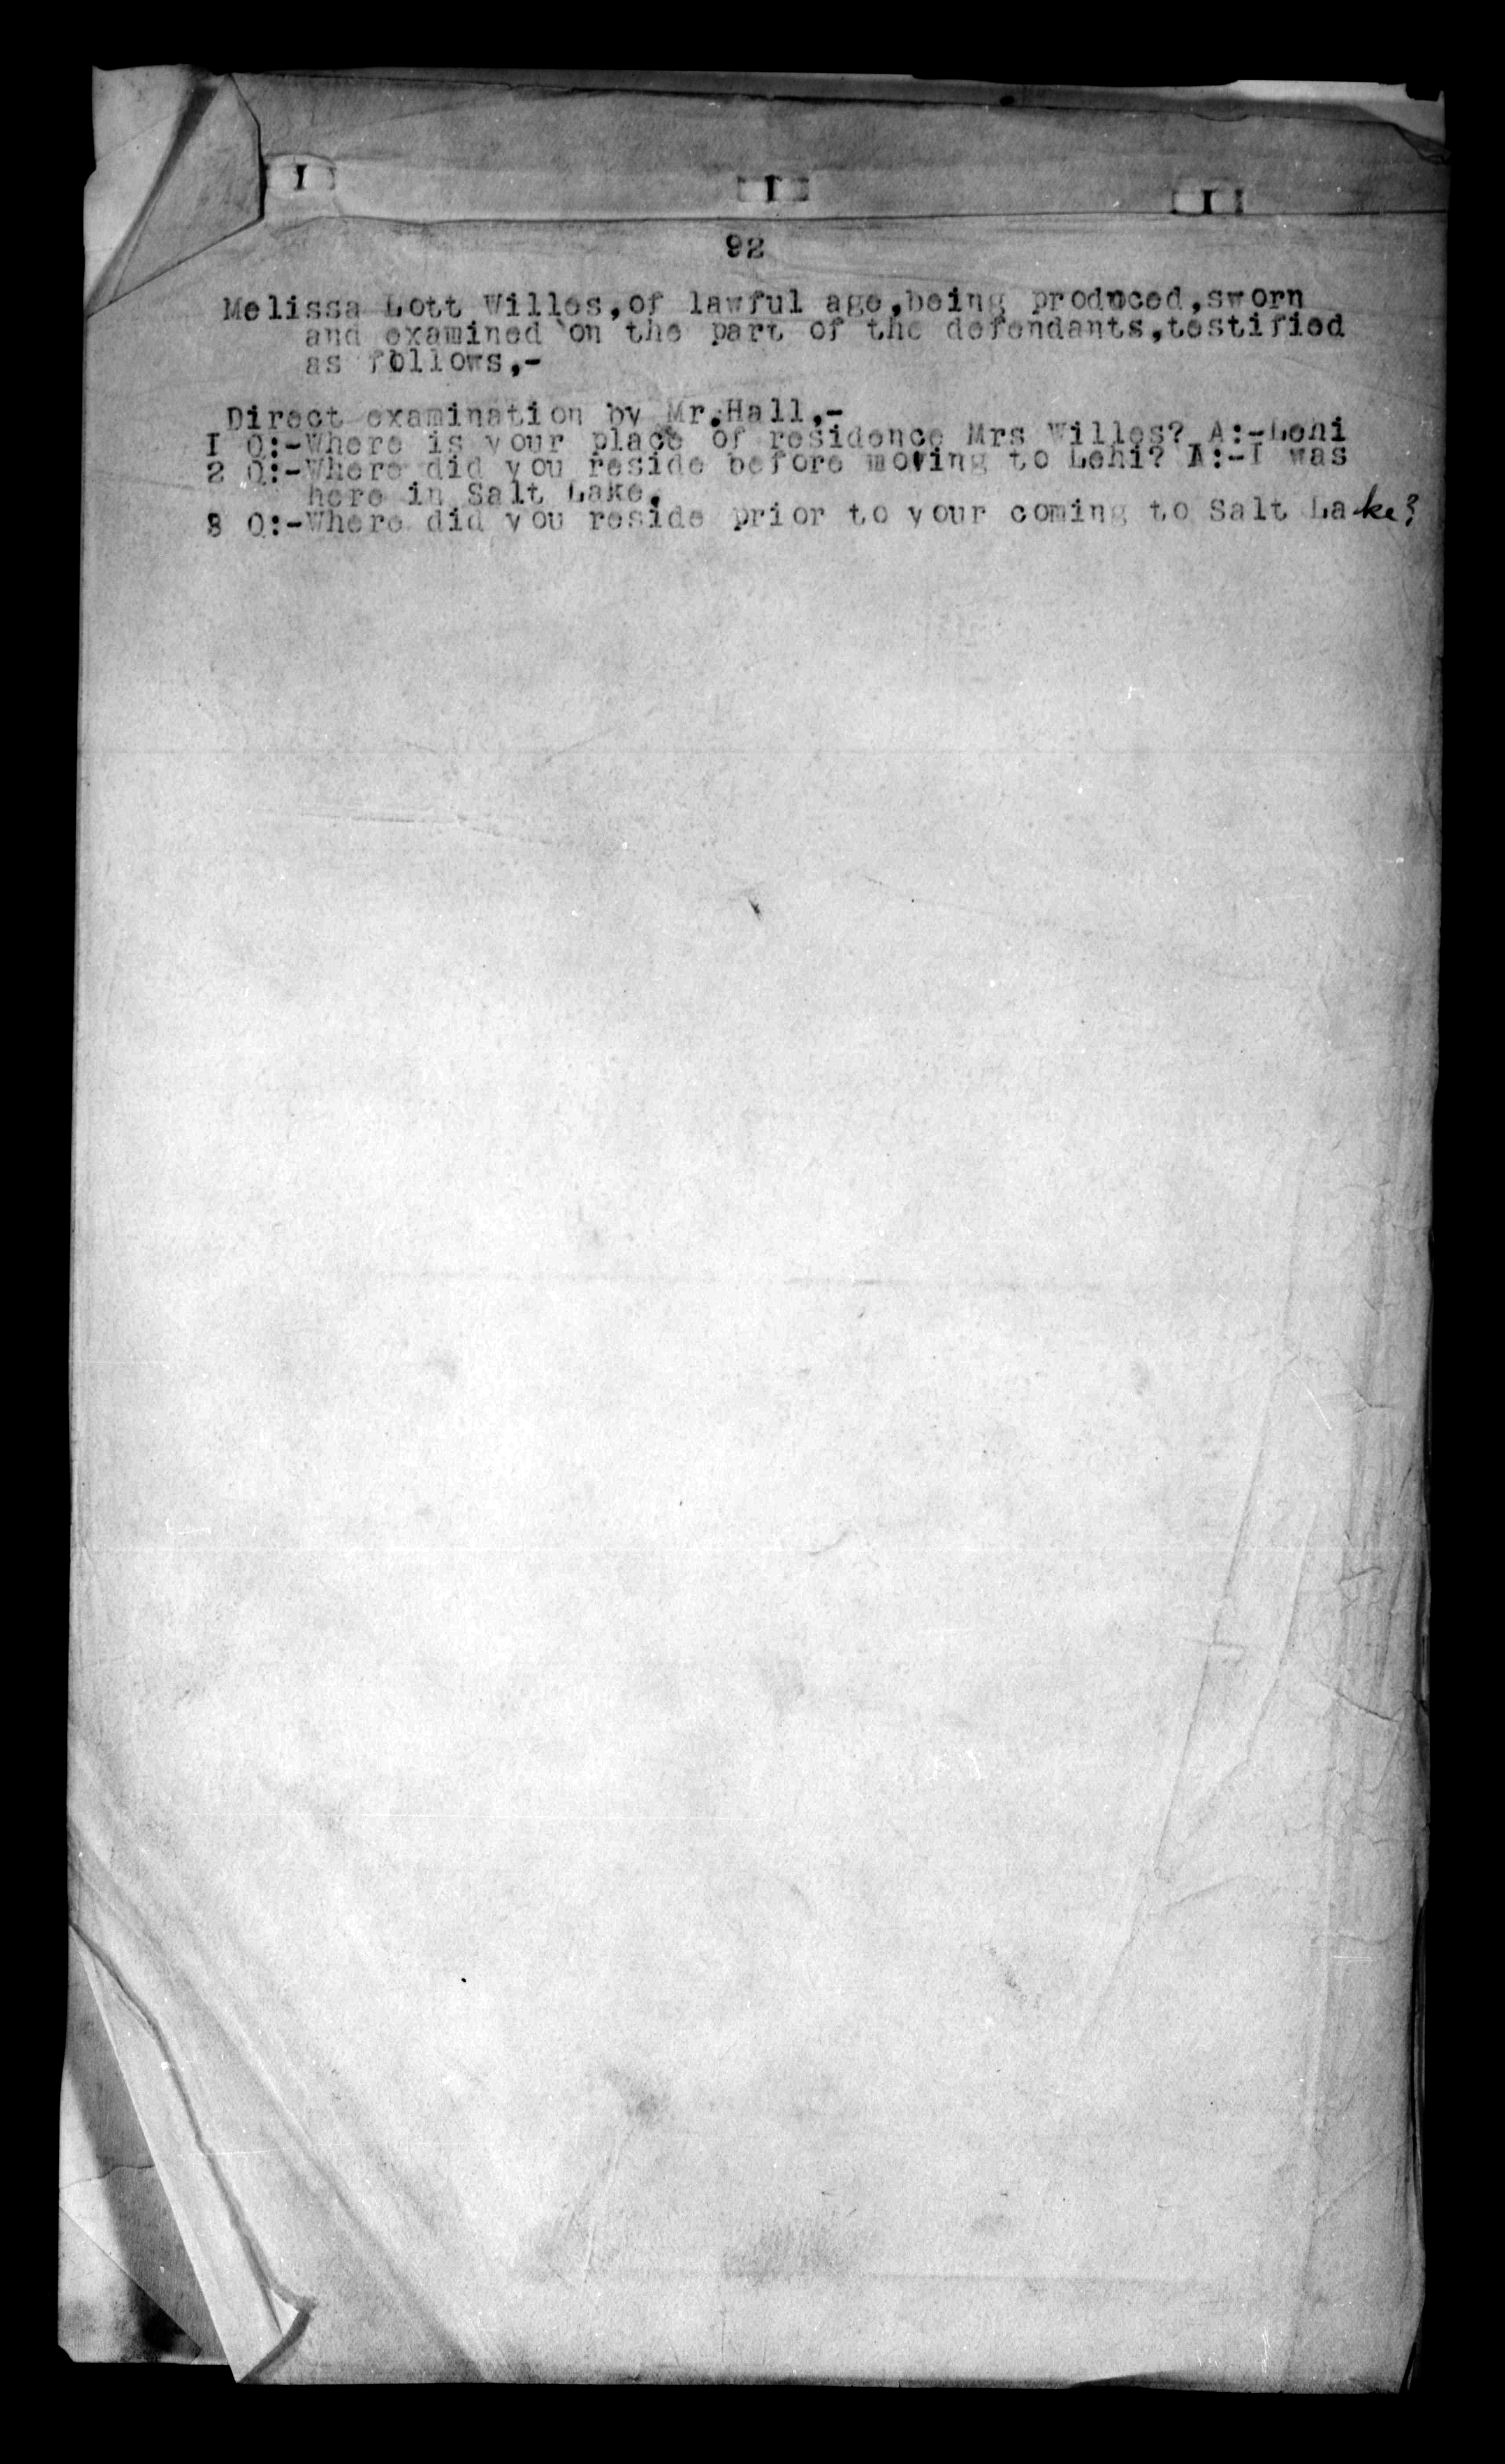 92
Melissa Lott Willes,of lawful age,being produced,sworn
and examined on the part of the defendants,testified
as follows,-
Direct examination by Mr.Hall,-
I Q:-Where is your place of residence Mrs Willes? A:-Lehi
2 Q:-Where did you reside before moving to Lehi? A:-I was
here in Salt Lake.
3 Q:-Where did you reside prior to your coming to Salt Lake?